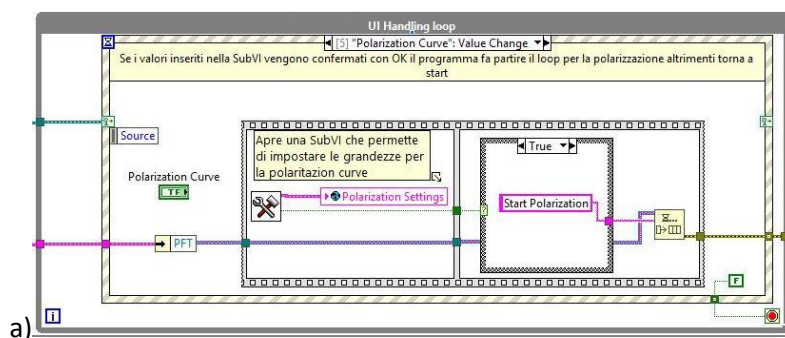 UI Handling loop
[5] "Polarization Curve": Value Change
Se i valori inseriti nella SubVI vengono confermati con OK il programma fa partire il loop per la polarizzazione altrimenti torna a
start
Source
Apre una SubVI che permette
di impostare le grandezze per
la polaritazion curve
True
Polarization Curve
TF
Polarization Settings
Start Polarization
PFT
F
i
a)